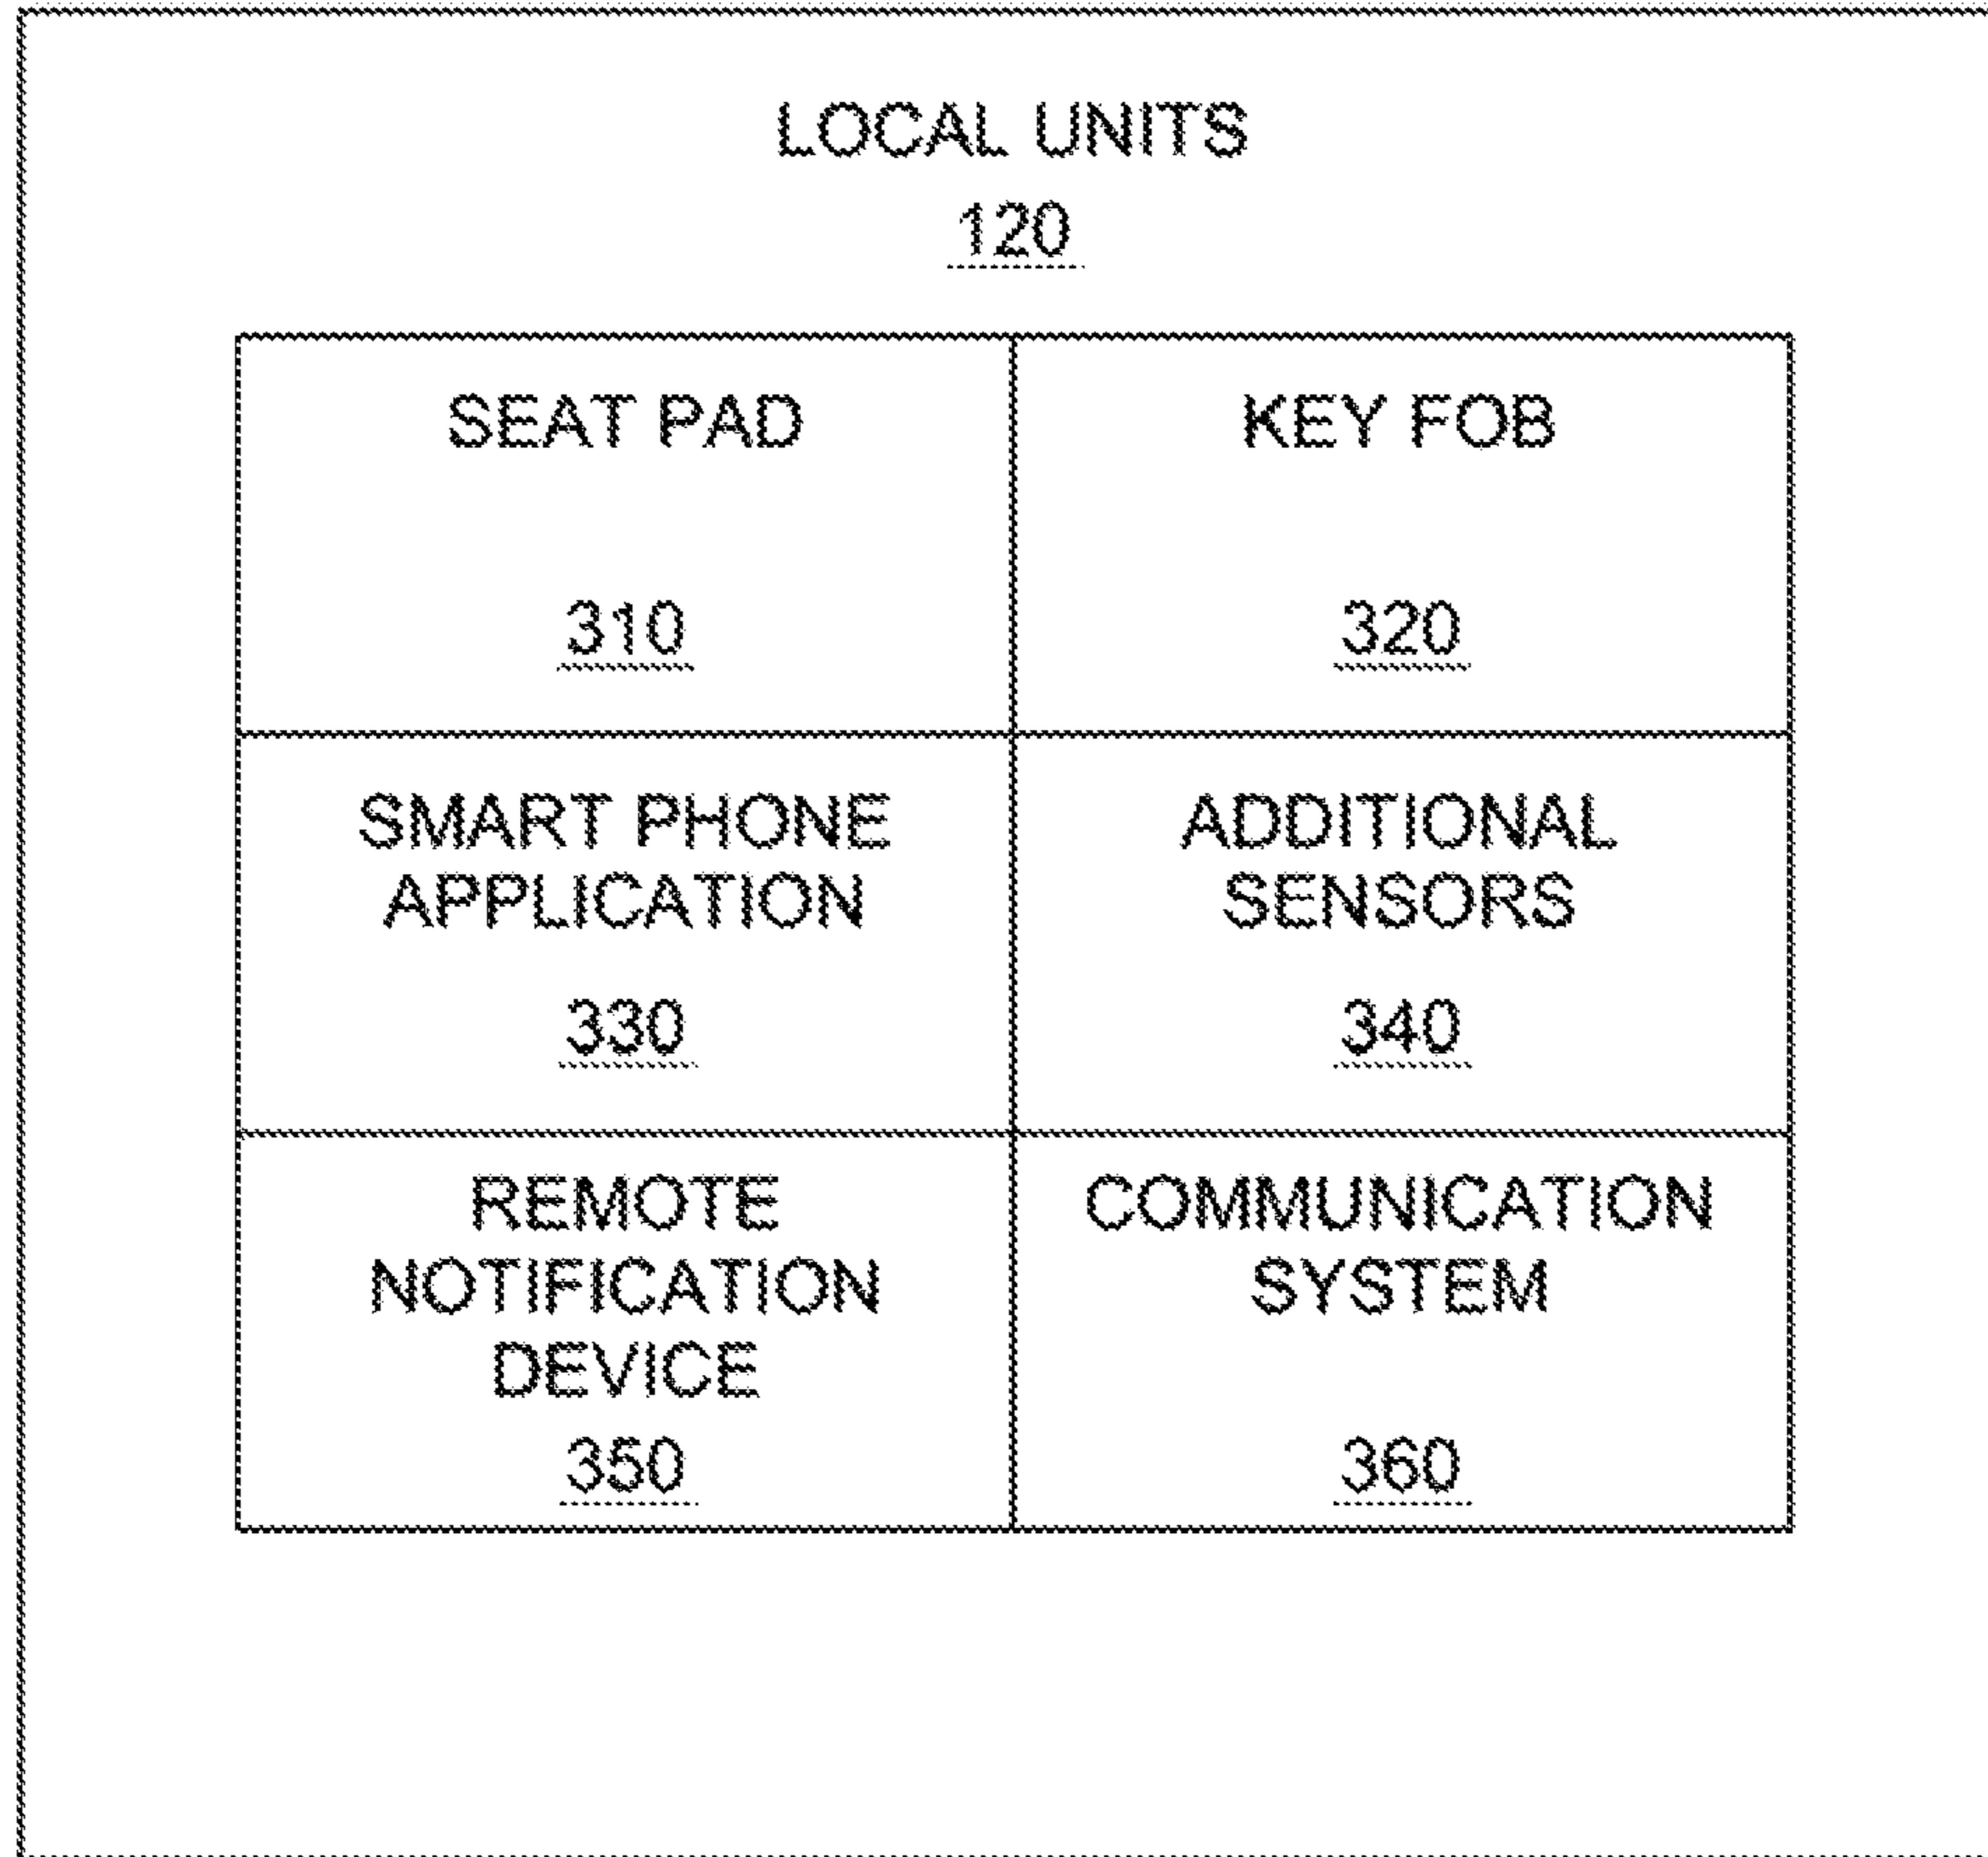 LOCAL UNITS
120
SEAT PAD
310
KEY FOB
320
SMART PHONE
APPLICATION
330
ADDITIONAL
SENSORS
340
REMOTE
NOTIFICATION
DEVICE
350
COMMUNICATION
SYSTEM
360